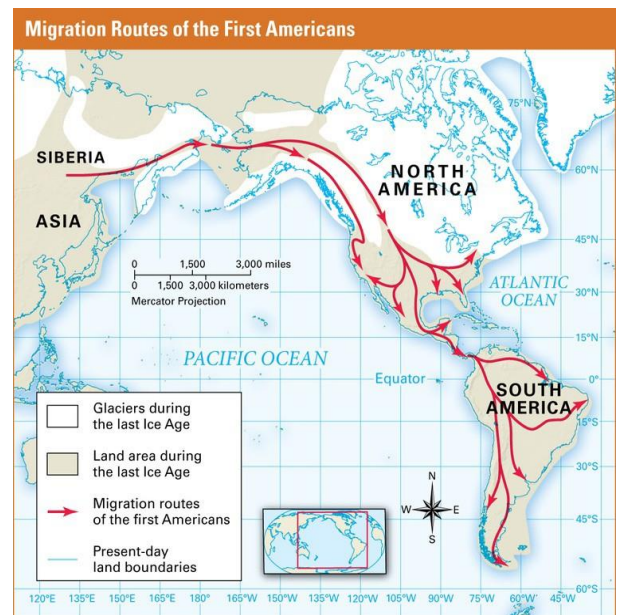 Migration Routes of the First Americans
75°N
SIBERIA
60°N
NORTH
AMERICA
ASIA
45°N
0 1,500 3,000 miles
0 1,500 3,000 kilometers
Mercator Projection
ATLANTIC
OCEAN
30°N
15°N
PACIFIC OCEAN
Equator
0°
SOUTH
AMERICA
15°S
Glaciers during
the last Ice Age
Land area during
the last Ice Age
30°S
Migration routes
of the first Americans
N
W E
S
45°S
Present-day
land boundaries
60°S
120°E 135°E 150°E 165°E 180° 165°W 150°W 135°W 120°W 105°W 90°W 75°W 60°W 45°W